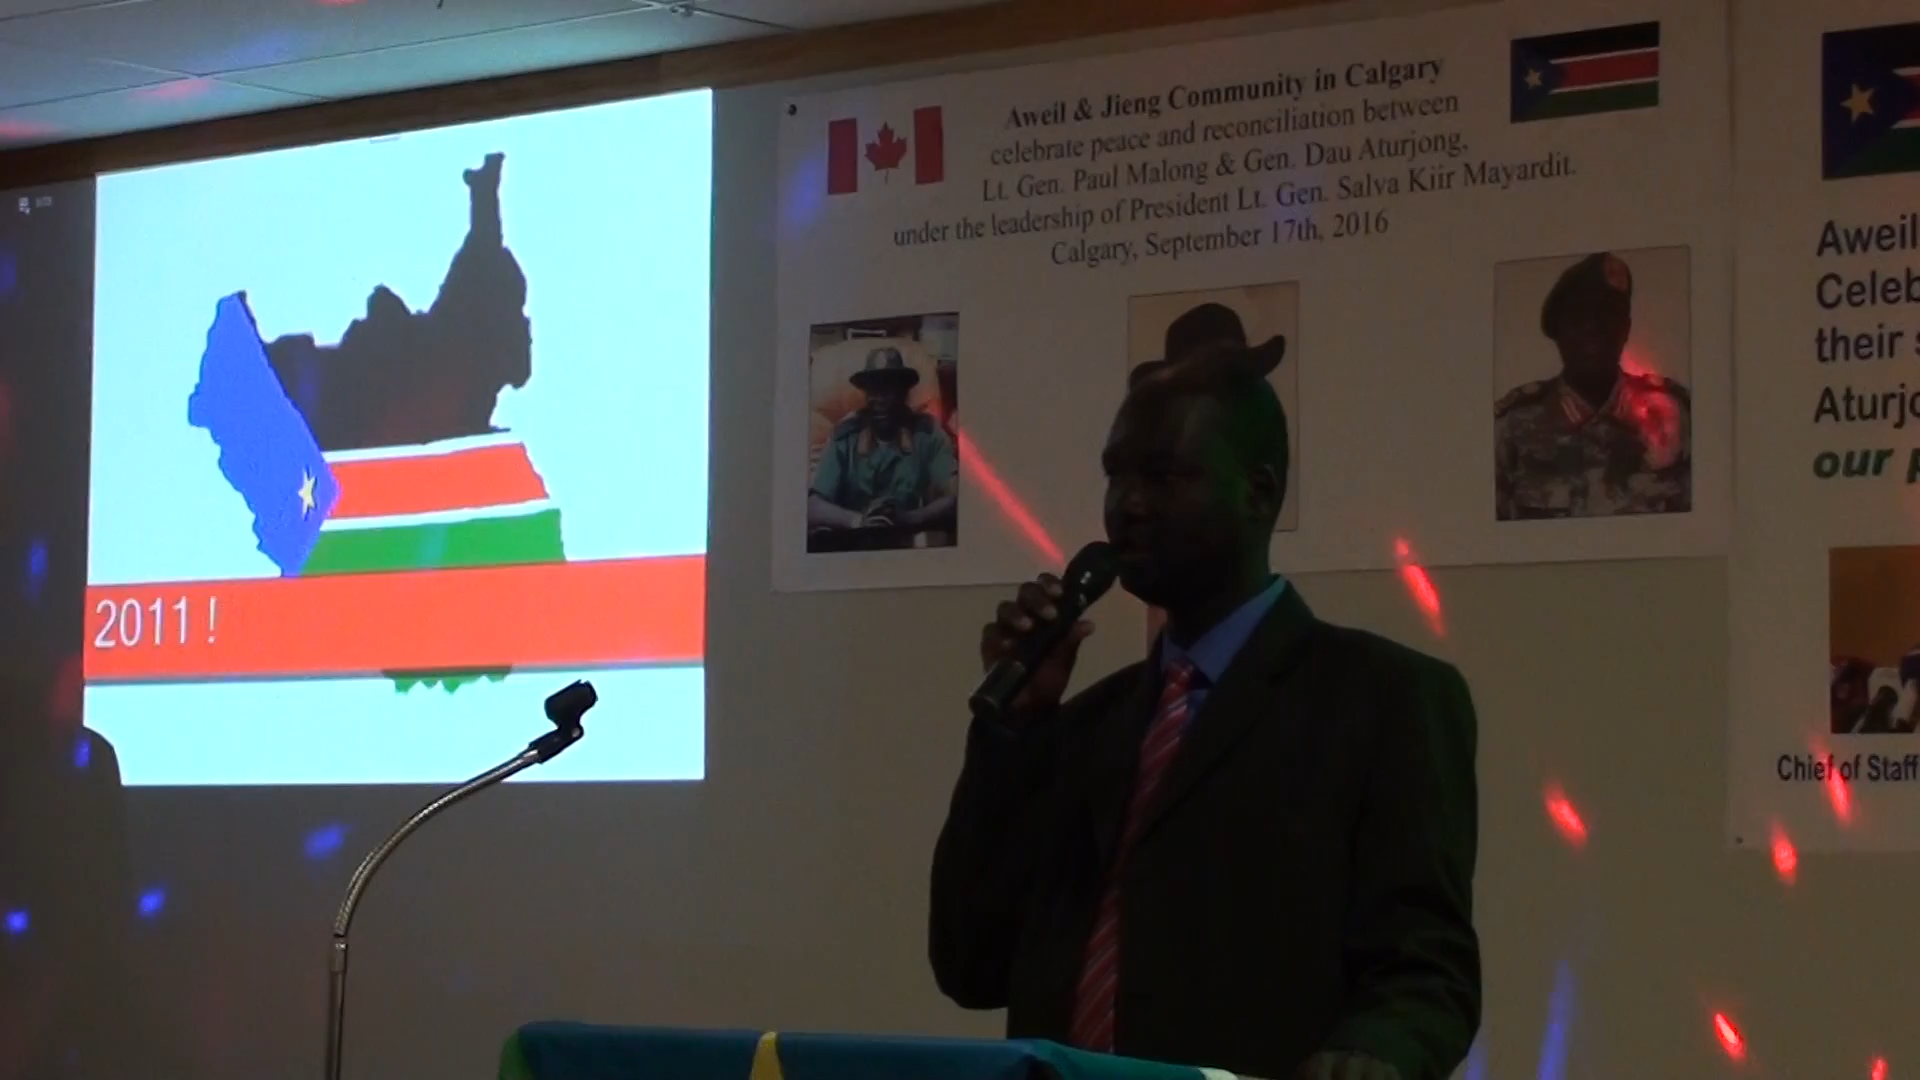 Aweil & Jieng Community in Calgary
celebrate peace and reconciliation between
Lt. Gen. Paul Malong & Gen. Dau Aturjong,
under the leadership of President Lt. Gen. Salva Kiir Mayardit.
Calgary, September 17th, 2016
2011 !
Aweil
Celeb
their
Aturjo
our
Chief of Staff